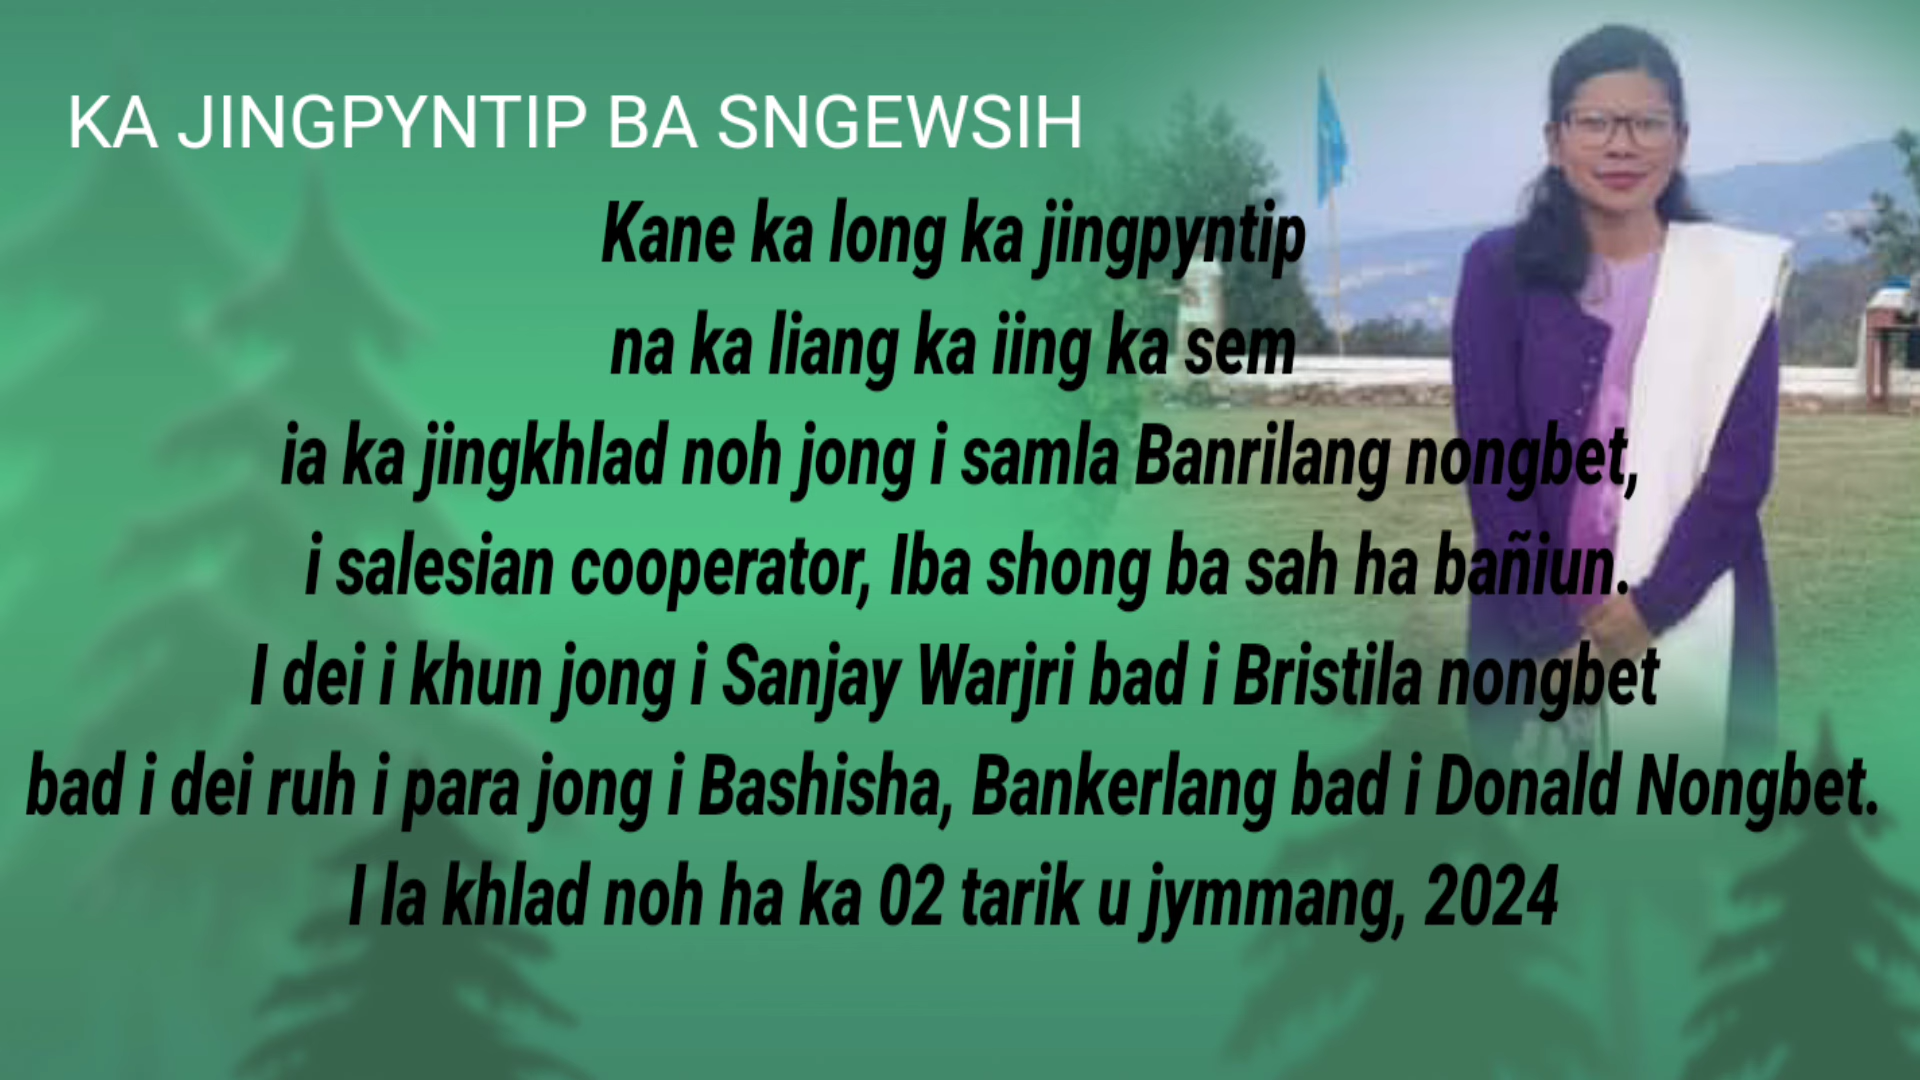 KA JINGPYNTIP BA SNGEWSIH
Kane ka long ka jingpyntip
na ka liang ka iing ka sem
ia ka jingkhlad noh jong i samla Banrilang nongbet,
i salesian cooperator, Iba shong ba sah ha bañiun.
I dei i khun jong i Sanjay Warjri bad i Bristila nongbet
bad i dei ruh i para jong i Bashisha, Bankerlang bad i Donald Nongbet.
I la khlad noh ha ka 02 tarik u jymmang, 2024